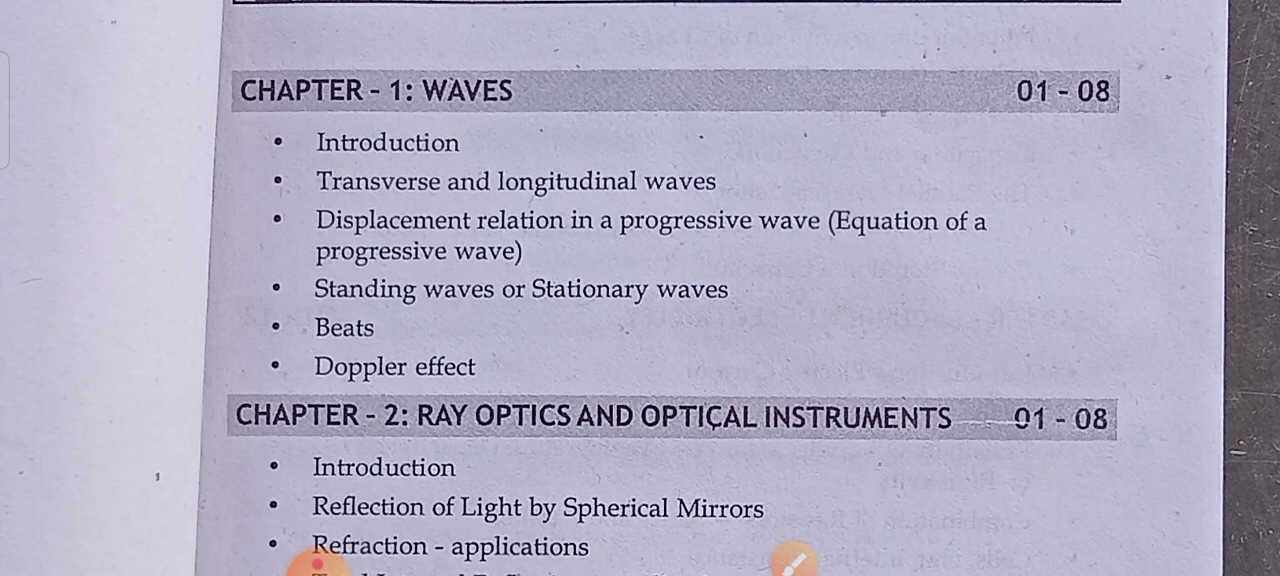 CHAPTER - 1: WAVES 01 - 08
• Introduction
• Transverse and longitudinal waves
• Displacement relation in a progressive wave (Equation of a
progressive wave)
• Standing waves or Stationary waves
• Beats
• Doppler effect
CHAPTER - 2: RAY OPTICS AND OPTICAL INSTRUMENTS 01 - 08
• Introduction
• Reflection of Light by Spherical Mirrors
• Refraction - applications